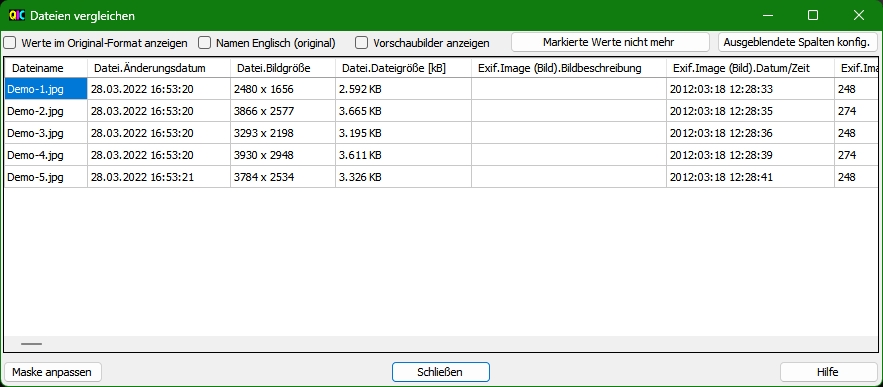 QIC Dateien vergleichen
Werte im Original-Format anzeigen Namen Englisch (original) Vorschaubilder anzeigen Markierte Werte nicht mehr Ausgeblendete Spalten konfig.
Dateiname Datei.Änderungsdatum Datei.Bildgröße Datei.Dateigröße [kB] Exif.Image (Bild).Bildbeschreibung Exif.Image (Bild).Datum/Zeit Exif.Ima
Demo-1.jpg 28.03.2022 16:53:20 2480 x 1656 2.592 KB 2012:03:18 12:28:33 248
Demo-2.jpg 28.03.2022 16:53:20 3866 x 2577 3.665 KB 2012:03:18 12:28:35 274
Demo-3.jpg 28.03.2022 16:53:20 3293 x 2198 3.195 KB 2012:03:18 12:28:36 248
Demo-4.jpg 28.03.2022 16:53:20 3930 x 2948 3.611 KB 2012:03:18 12:28:39 274
Demo-5.jpg 28.03.2022 16:53:21 3784 x 2534 3.326 KB 2012:03:18 12:28:41 248
Maske anpassen Schließen Hilfe